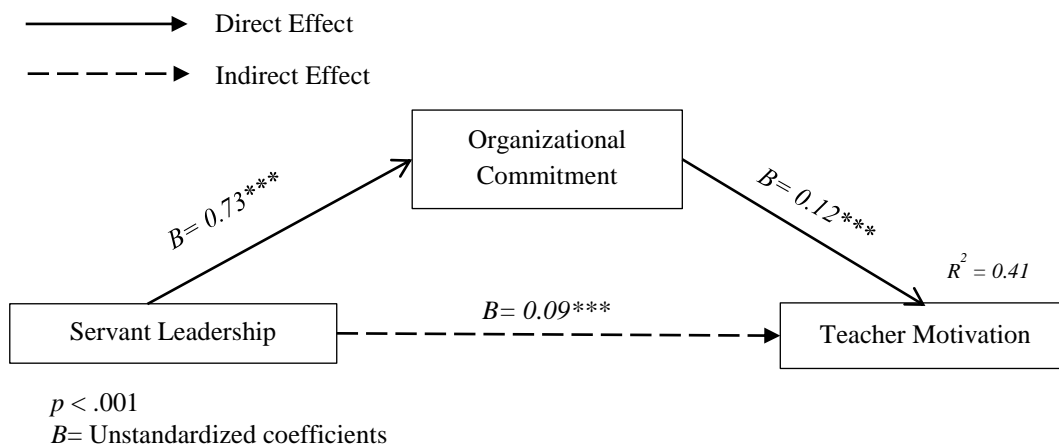 Direct Effect
Indirect Effect
Organizational
Commitment
B= 0.73***
B= 0.12***
R² = 0.41
B= 0.09***
Servant Leadership
Teacher Motivation
p < .001
B= Unstandardized coefficients